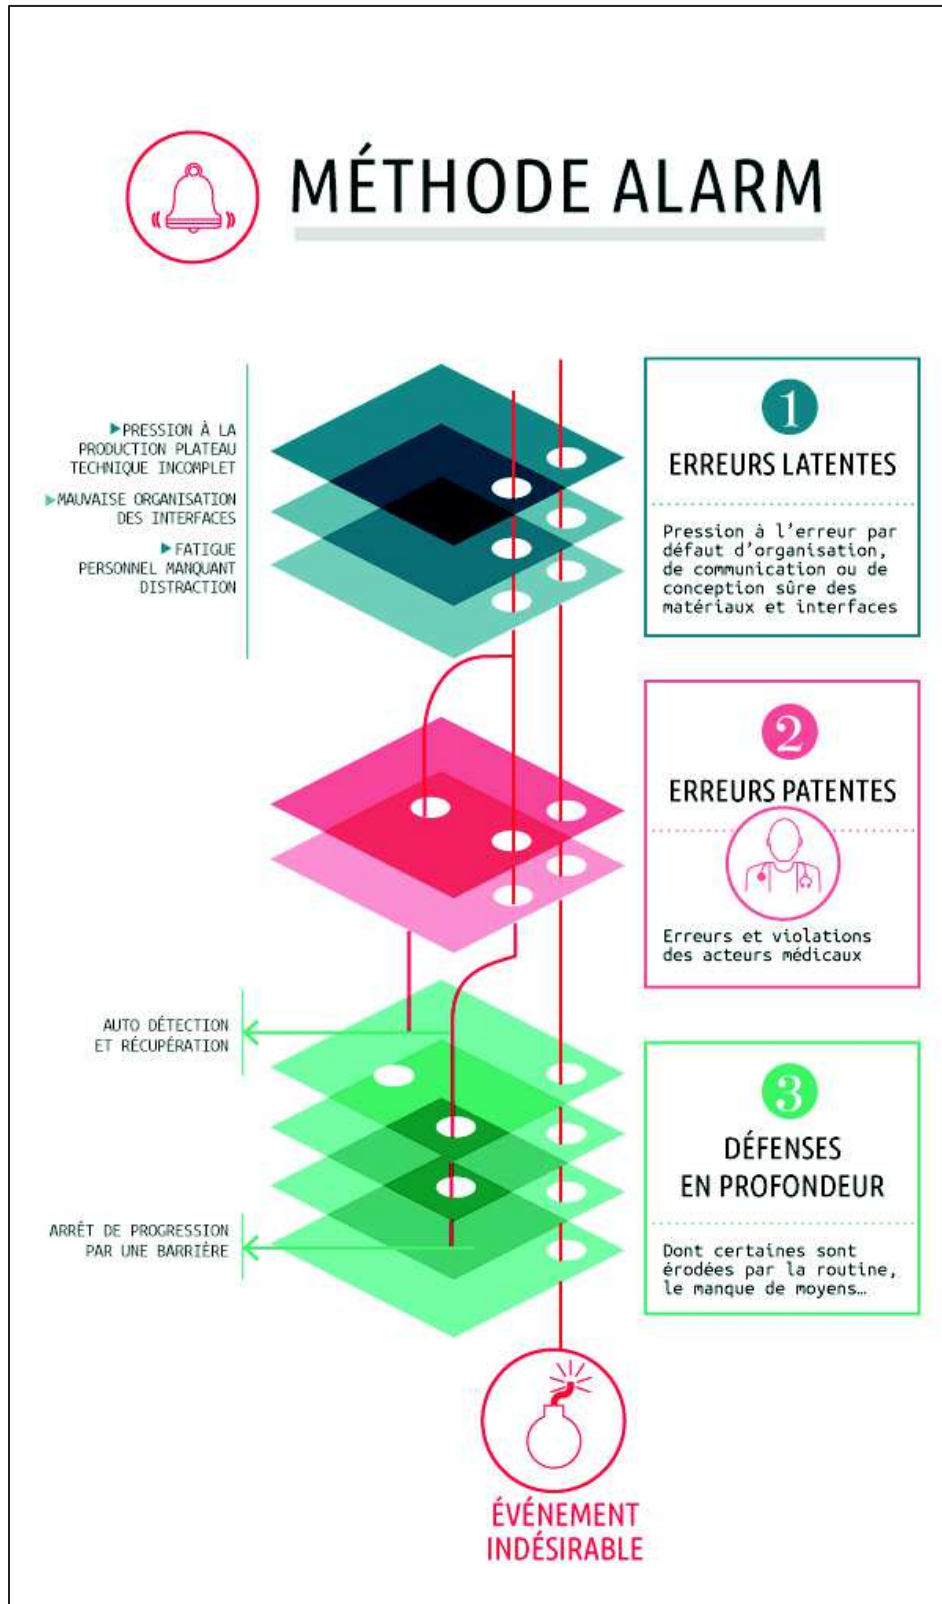 MÉTHODE ALARM
▶PRESSION À LA
PRODUCTION PLATEAU
TECHNIQUE INCOMPLET
▶MAUVAISE ORGANISATION
DES INTERFACES
▶FATIGUE
PERSONNEL MANQUANT
DISTRACTION
1
ERREURS LATENTES
Pression à l'erreur par
défaut d'organisation,
de communication ou de
conception sûre des
matériaux et interfaces
2
ERREURS PATENTES
Erreurs et violations
des acteurs médicaux
AUTO DÉTECTION
ET RÉCUPÉRATION
ARRÊT DE PROGRESSION
PAR UNE BARRIÈRE
3
DÉFENSES
EN PROFONDEUR
Dont certaines sont
érodées par la routine,
le manque de moyens…
ÉVÉNEMENT
INDÉSIRABLE